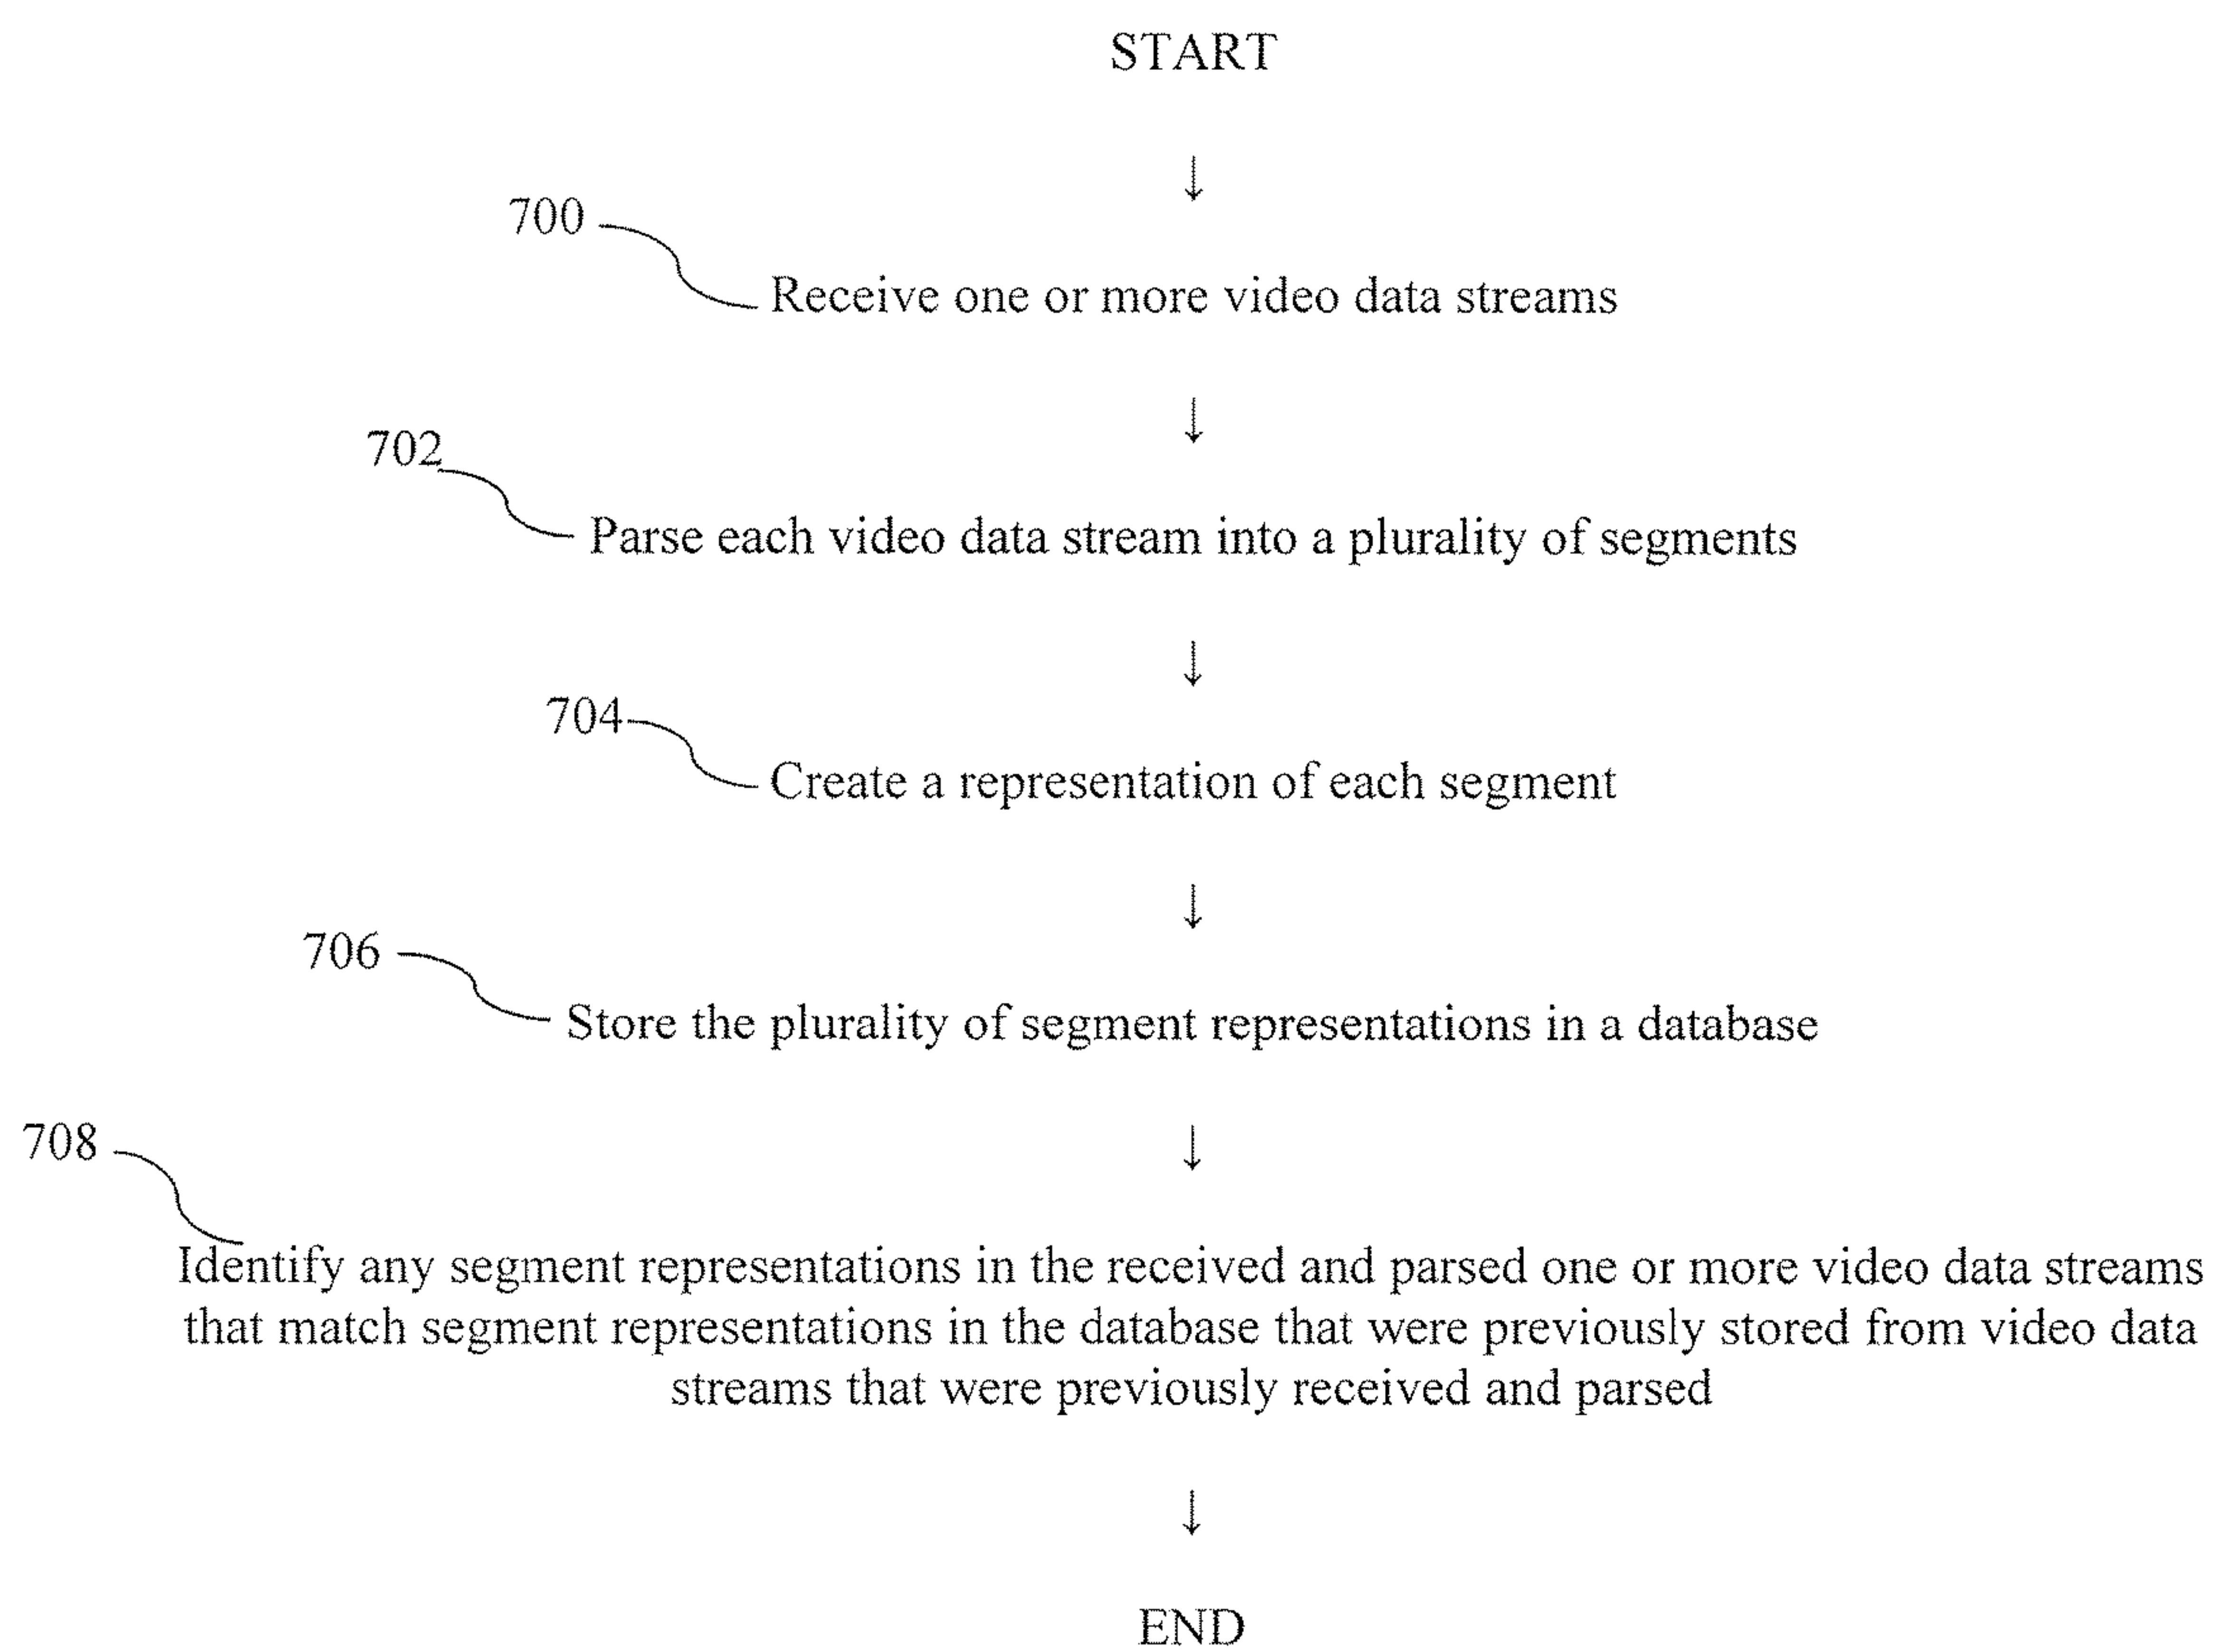 START
↓
700
Receive one or more video data streams
↓
702
Parse each video data stream into a plurality of segments
↓
704
Create a representation of each segment
↓
706
Store the plurality of segment representations in a database
↓
708
Identify any segment representations in the received and parsed one or more video data streams
that match segment representations in the database that were previously stored from video data
streams that were previously received and parsed
↓
END